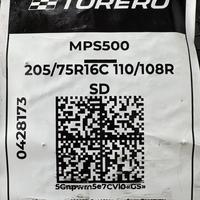 TORERO
MPS500
205/75R16C 110/108R
SD
0428173